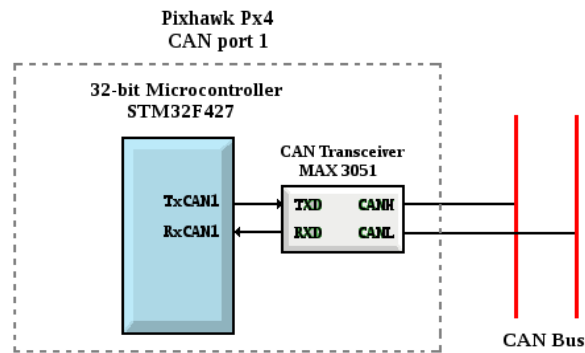 Pixhawk Px4
CAN port 1
32-bit Microcontroller
STM32F427
CAN Transceiver
MAX 3051
TxCAN1
TXD CANH
RxCAN1
RXD CANL
CAN Bus